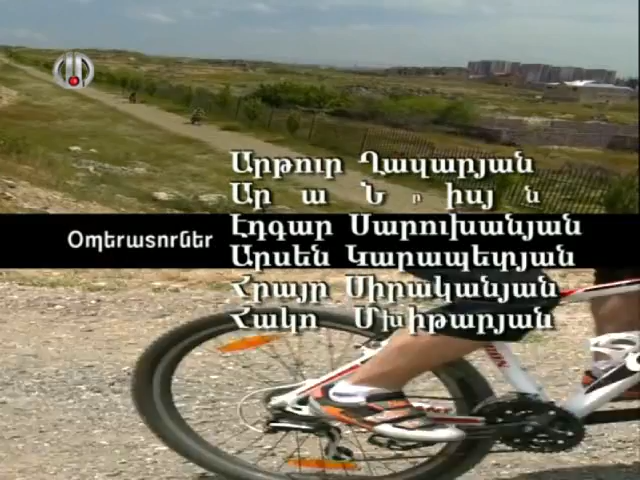 Օպերատորներ
Արթուր Ղազարյան
Էդգար Սարուխանյան
Արսեն Կարապետյան
Հրայր Սիրականյան
Հակո Մխիթարյան